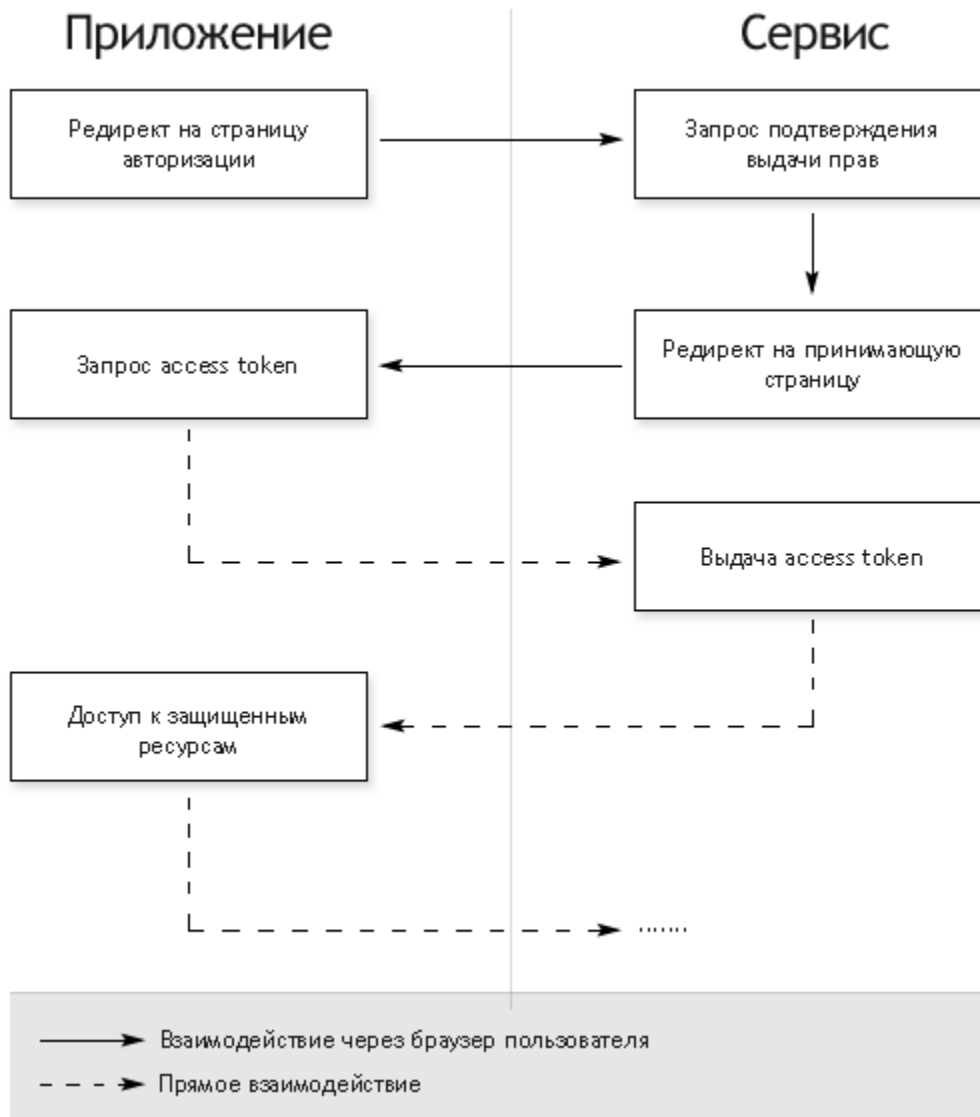 Приложение
Сервис
Редирект на страницу
авторизации
Запрос подтверждения
выдачи прав
Запрос access token
Редирект на принимающую
страницу
Выдача access token
Доступ к защищенным
ресурсам
.......
Взаимодействие через браузер пользователя
Прямое взаимодействие